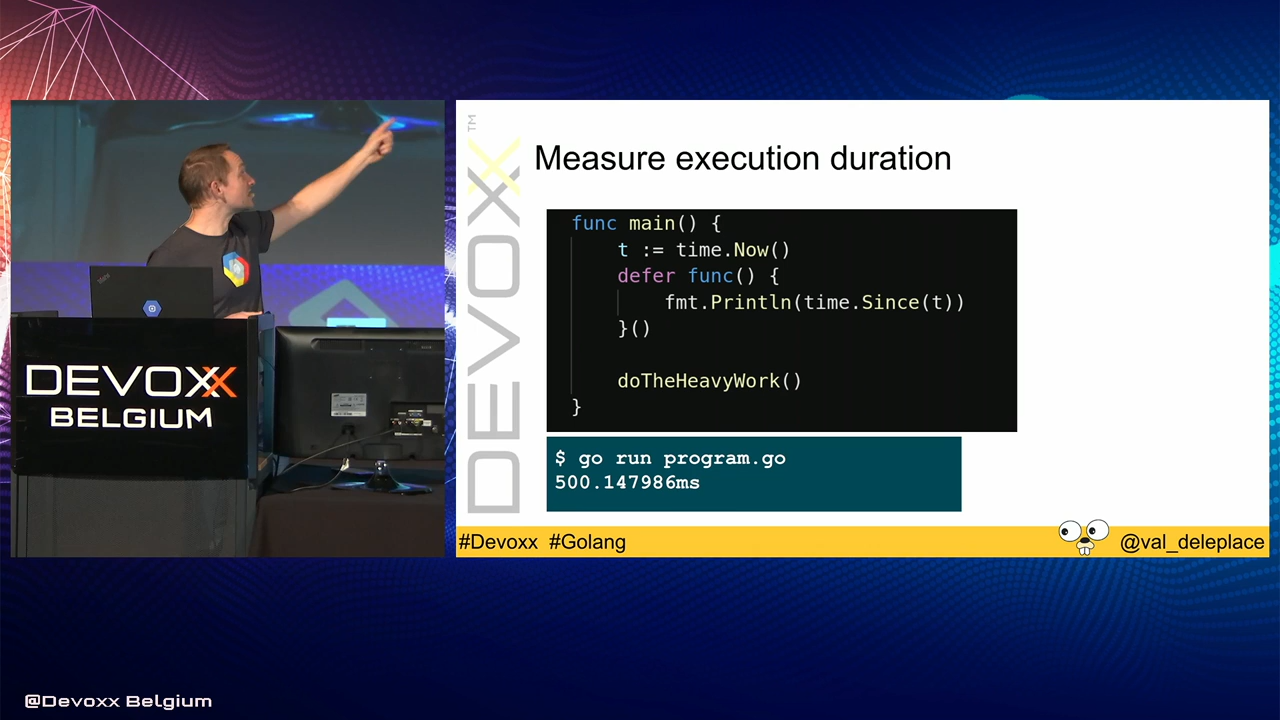 DEVOXX
BELGIUM
DEVOXX™
Measure execution duration
func main() {
    t := time.Now()
    defer func() {
        fmt.Println(time.Since(t))
    }()

    doTheHeavyWork()
}
$ go run program.go
500.147986ms
#Devoxx #Golang
@val_deleplace
@Devoxx Belgium